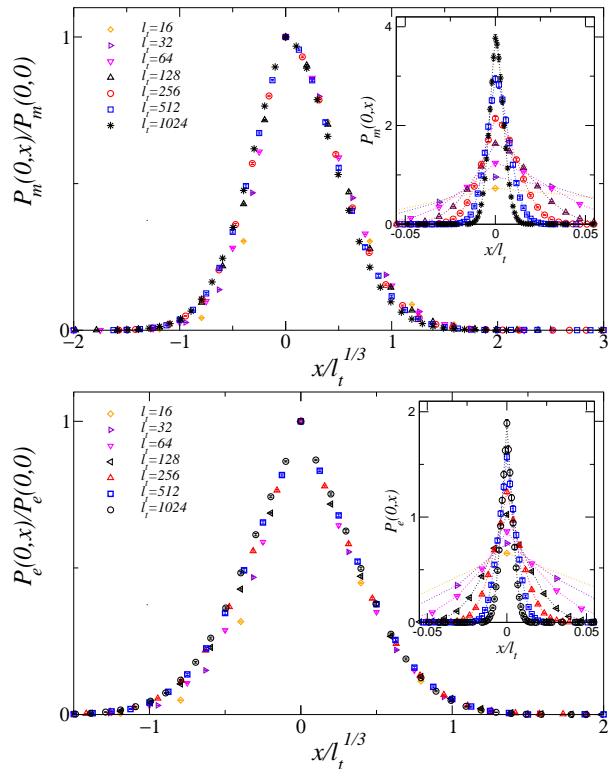 P_m(0,x)/P_m(0,0)
1
0
l_t=16
l_t=32
l_t=64
l_t=128
l_t=256
l_t=512
l_t=1024
P_m(0,x)
4
2
0
-0.05 0 0.05
x/l_t
-2 -1 0 1 2 3
x/l_t^{1/3}
P_e(0,x)/P_e(0,0)
1
0
l_t=16
l_t=32
l_t=64
l_t=128
l_t=256
l_t=512
l_t=1024
P_e(0,x)
2
1
0
-0.05 0 0.05
x/l_t
-1 0 1 2
x/l_t^{1/3}